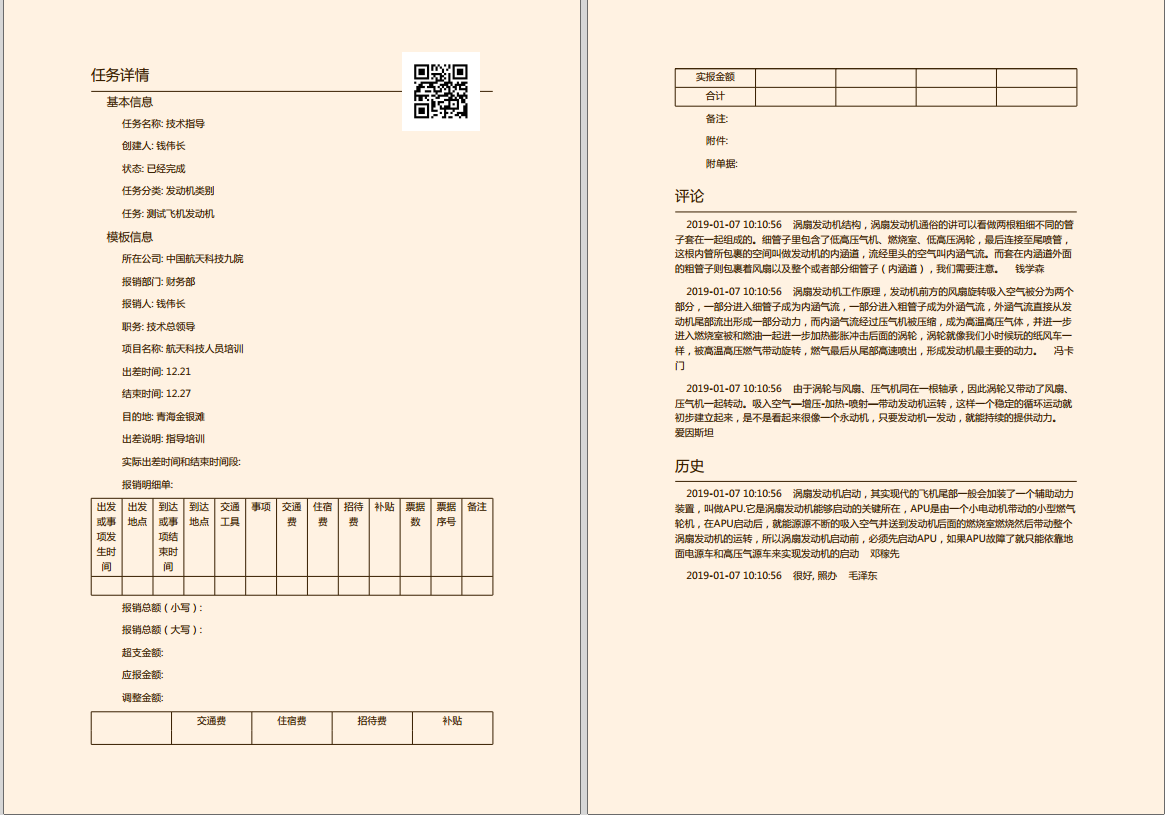 任务详情
基本信息
任务名称: 技术指导
创建人: 钱伟长
状态: 已经完成
任务分类: 发动机类别
任务: 测试飞机发动机
模板信息
所在公司: 中国航天科技九院
报销部门: 财务部
报销人: 钱伟长
职务: 技术总领导
项目名称: 航天科技人员培训
出差时间: 12.21
结束时间: 12.27
目的地: 青海金银滩
出差说明: 指导培训
实际出差时间和结束时间段:
报销明细单:
出发或事项发生时间 出发地点 到达或事项结束时间 到达地点 交通工具 事项 交通费 住宿费 招待费 补贴 票据数 票据序号 备注
报销总额（小写）:
报销总额（大写）:
超支金额:
应报金额:
调整金额:
交通费 住宿费 招待费 补贴
实报金额
合计
备注:
附件:
附单据:
评论
2019-01-07 10:10:56 涡扇发动机结构，涡扇发动机通俗的讲可以看做两根粗细不同的管
子套在一起组成的。细管子里包含了低高压气机、燃烧室、低高压涡轮，最后连接至尾喷管，
这根内管所包裹的空间叫做发动机的内涵道，流经里头的空气叫内涵气流。而套在内涵道外面
的粗管子则包裹着风扇以及整个或者部分细管子（内涵道），我们需要注意。 钱学森
2019-01-07 10:10:56 涡扇发动机工作原理，发动机前方的风扇旋转吸入空气被分为两个
部分，一部分进入细管子成为内涵气流，一部分进入粗管子成为外涵气流，外涵气流直接从发
动机尾部流出形成一部分动力，而内涵气流经过压气机被压缩，成为高温高压气体，并进一步
进入燃烧室被和燃油一起进一步加热膨胀冲击后面的涡轮，涡轮就像我们小时候玩的纸风车一
样，被高温高压燃气带动旋转，燃气最后从尾部高速喷出，形成发动机最主要的动力。 冯卡
门
2019-01-07 10:10:56 由于涡轮与风扇、压气机同在一根轴承，因此涡轮又带动了风扇、
压气机一起转动。吸入空气—增压-加热-喷射—带动发动机运转，这样一个稳定的循环运动就
初步建立起来，是不是看起来很像一个永动机，只要发动机一发动，就能持续的提供动力。
爱因斯坦
历史
2019-01-07 10:10:56 涡扇发动机启动，其实现代的飞机尾部一般会加装了一个辅助动力
装置，叫做APU.它是涡扇发动机能够启动的关键所在，APU是由一个小电动机带动的小型燃气
轮机，在APU启动后，就能源源不断的吸入空气并送到发动机后面的燃烧室燃烧然后带动整个
涡扇发动机的运转，所以涡扇发动机启动前，必须先启动APU，如果APU故障了就只能依靠地
面电源车和高压气源车来实现发动机的启动 邓稼先
2019-01-07 10:10:56 很好, 照办 毛泽东